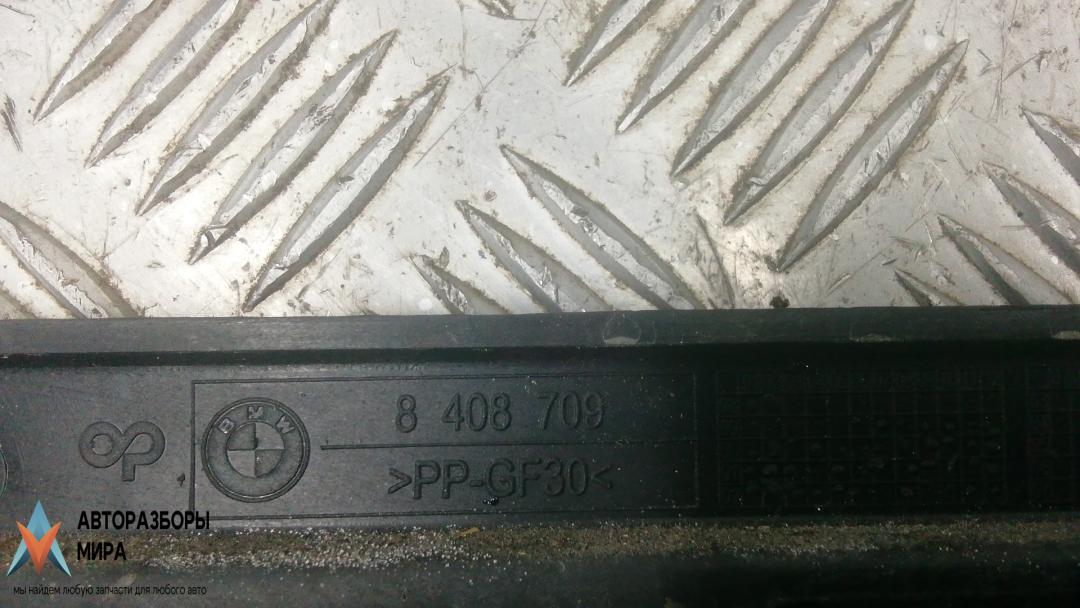 BMW
8 408 709
>PP-GF30<
АВТОРАЗБОРЫ
МИРА
мы найдем любую запчасти для любого авто